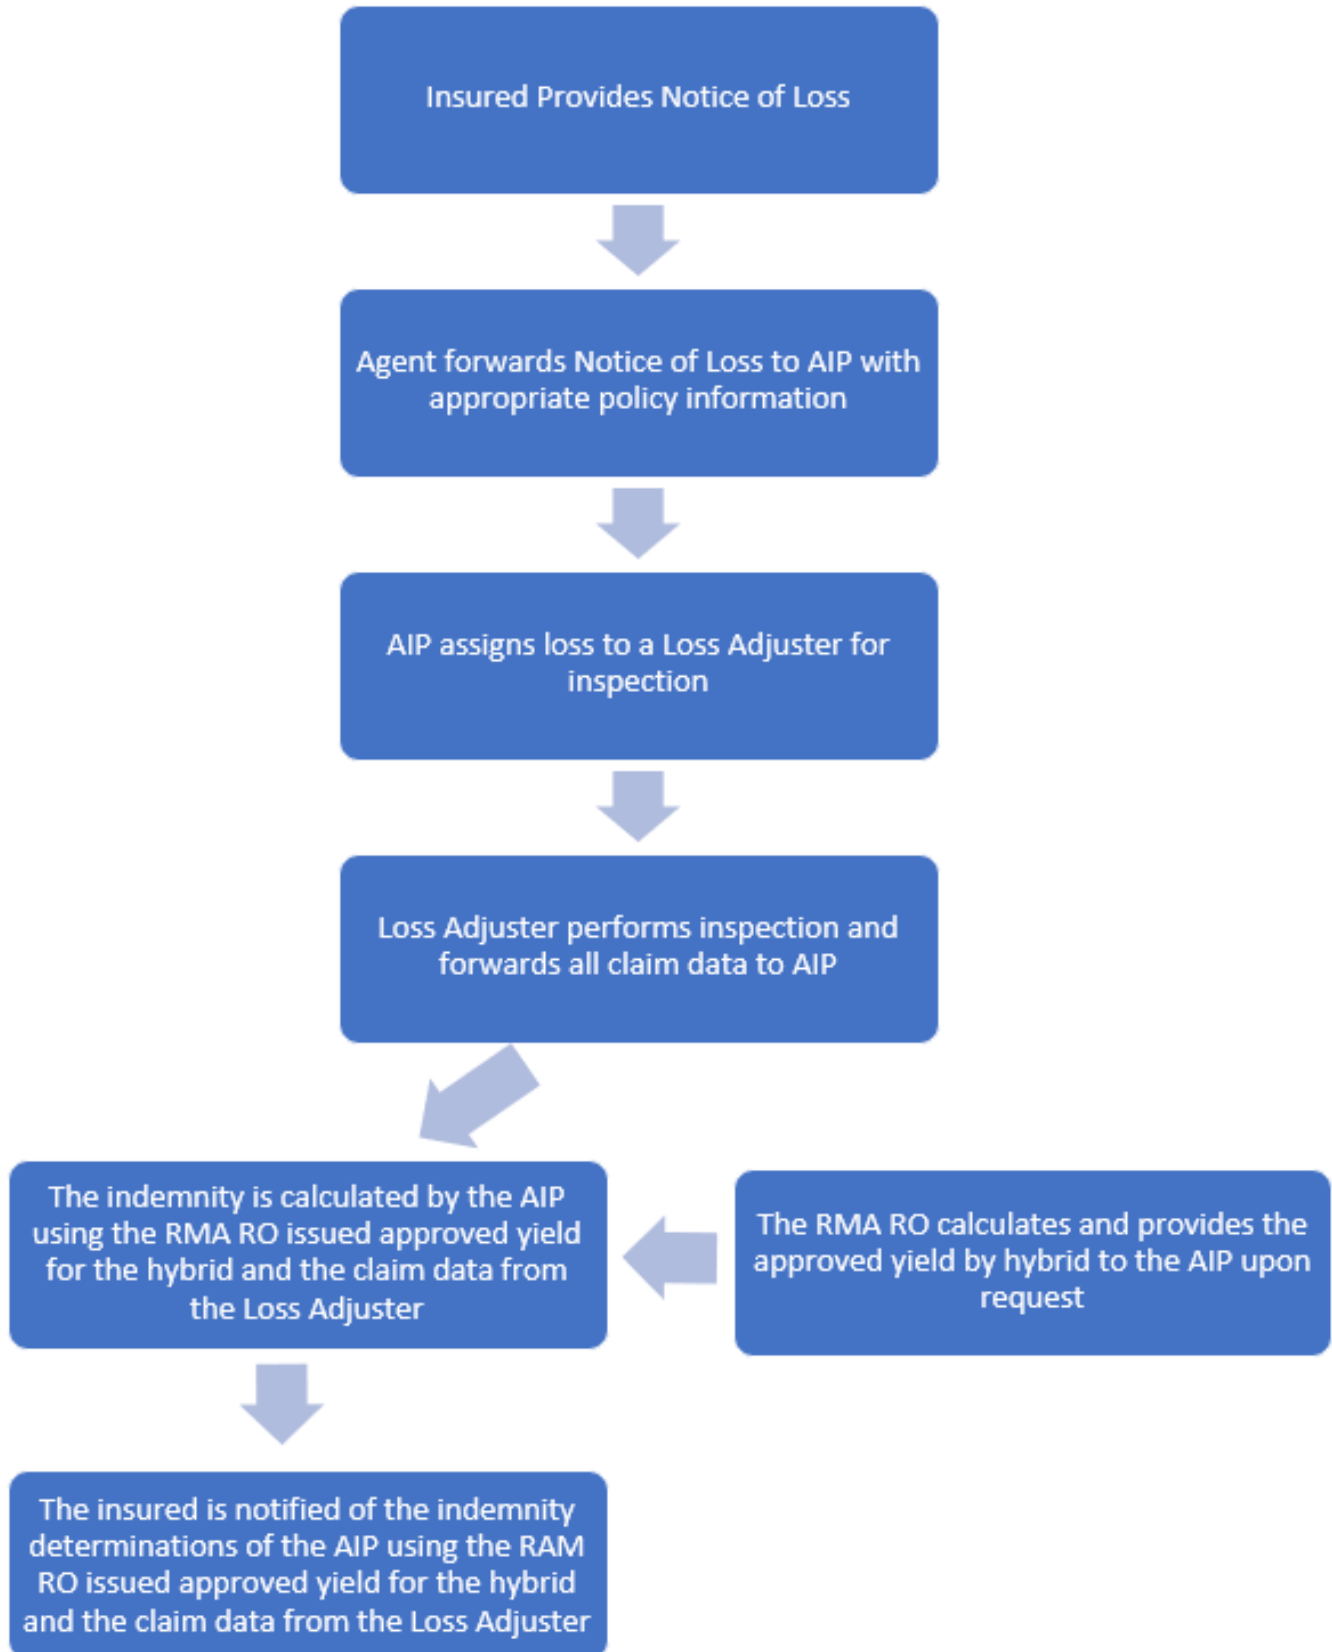 Insured Provides Notice of Loss
Agent forwards Notice of Loss to AIP with
appropriate policy information
AIP assigns loss to a Loss Adjuster for
inspection
Loss Adjuster performs inspection and
forwards all claim data to AIP
The indemnity is calculated by the AIP
using the RMA RO issued approved yield
for the hybrid and the claim data from
the Loss Adjuster
The RMA RO calculates and provides the
approved yield by hybrid to the AIP upon
request
The insured is notified of the indemnity
determinations of the AIP using the RAM
RO issued approved yield for the hybrid
and the claim data from the Loss Adjuster